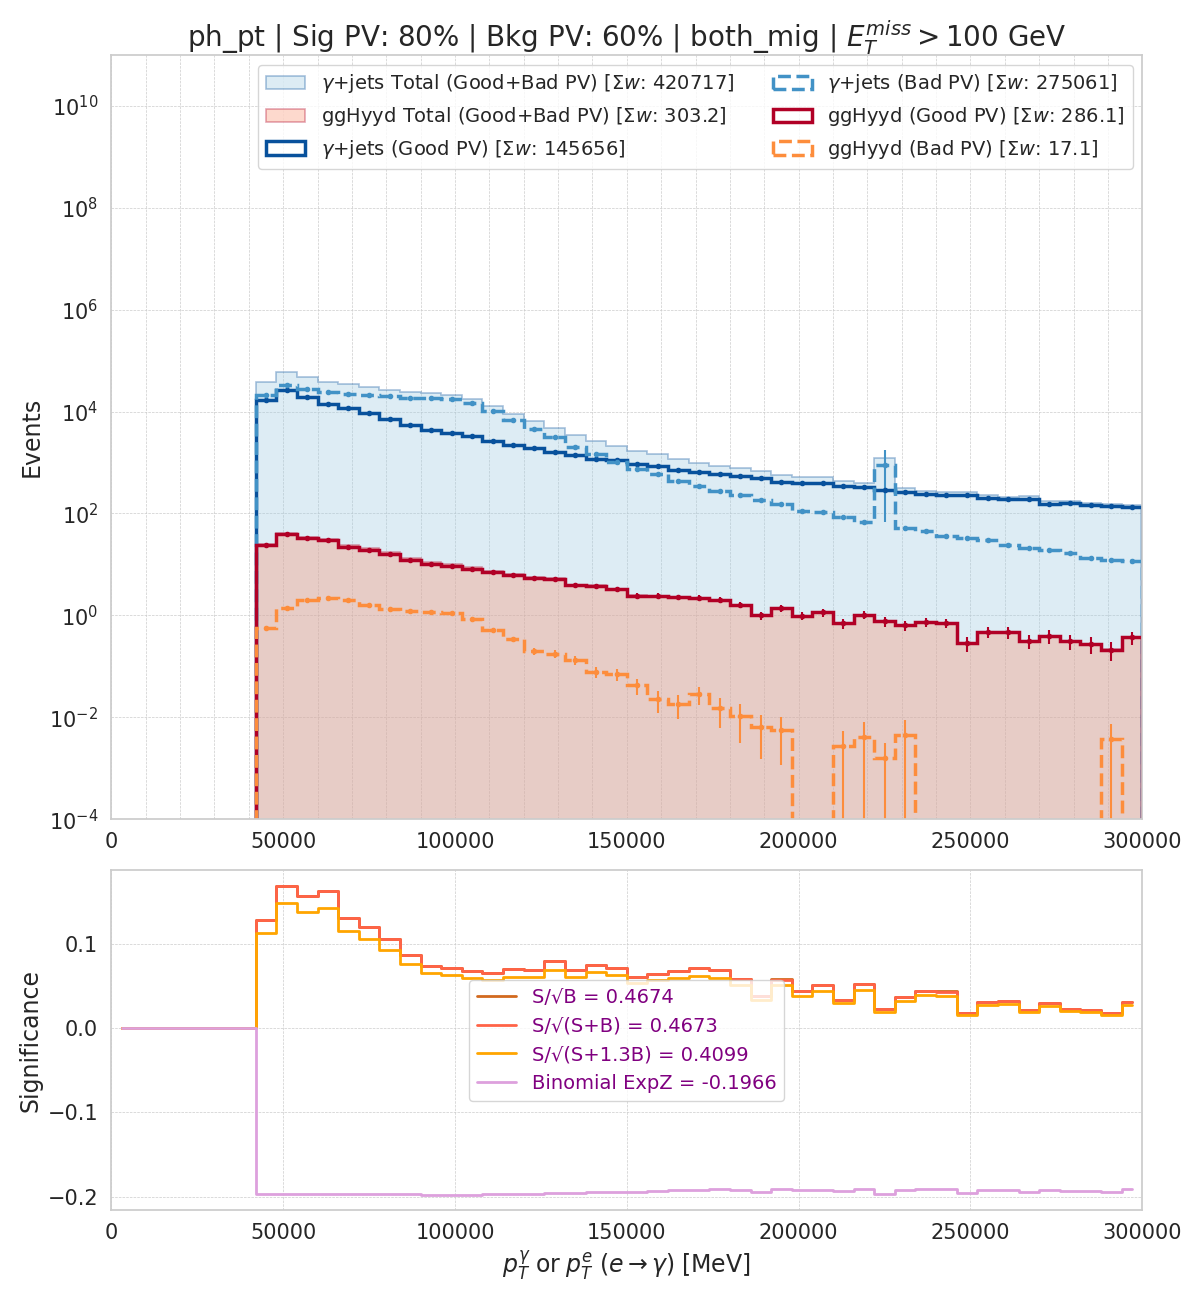 ph_pt | Sig PV: 80% | Bkg PV: 60% | both_mig | $E_T^{miss} > 100$ GeV
γ+jets Total (Good+Bad PV) [Σw: 420717]
ggHyyd Total (Good+Bad PV) [Σw: 303.2]
γ+jets (Good PV) [Σw: 145656]
γ+jets (Bad PV) [Σw: 275061]
ggHyyd (Good PV) [Σw: 286.1]
ggHyyd (Bad PV) [Σw: 17.1]
Events
10^{10}
10^{8}
10^{6}
10^{4}
10^{2}
10^{0}
10^{-2}
10^{-4}
0 50000 100000 150000 200000 250000 300000
Significance
0.1
0.0
−0.1
−0.2
S/√B = 0.4674
S/√(S+B) = 0.4673
S/√(S+1.3B) = 0.4099
Binomial ExpZ = -0.1966
0 50000 100000 150000 200000 250000 300000
$p_T^γ$ or $p_T^e$ (e→γ) [MeV]